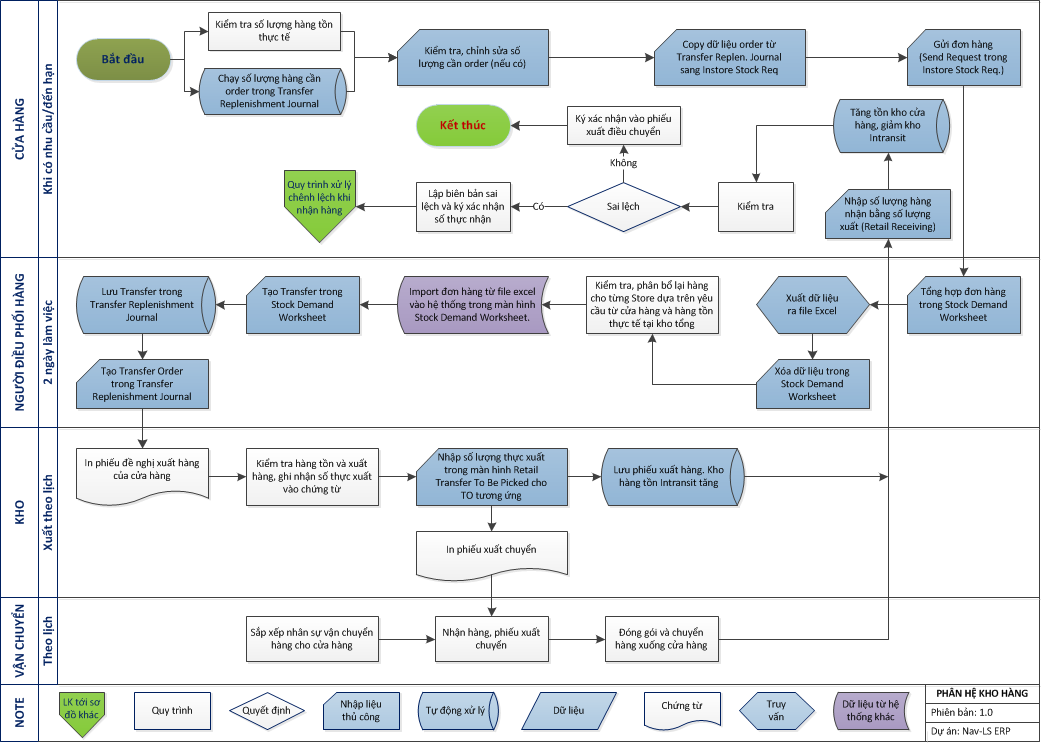 CỬA HÀNG
Khi có nhu cầu/đến hạn
Bắt đầu
Kiểm tra số lượng hàng tồn
thực tế
Chạy số lượng hàng cần
order trong Transfer
Replenishment Journal
Kiểm tra, chỉnh sửa số
lượng cần order (nếu có)
Copy dữ liệu order từ
Transfer Replen. Journal
sang Instore Stock Req
Gửi đơn hàng
(Send Request trong
Instore Stock Req.)
Kết thúc
Ký xác nhận vào phiếu
xuất điều chuyển
Tăng tồn kho cửa
hàng, giảm kho
Intransit
Không
Quy trình xử lý
chênh lệch khi
nhận hàng
Lập biên bản sai
lệch và ký xác nhận
số thực nhận
Có
Sai lệch
Kiểm tra
Nhập số lượng hàng
nhận bằng số lượng
xuất (Retail Receiving)
NGƯỜI ĐIỀU PHỐI HÀNG
2 ngày làm việc
Lưu Transfer trong
Transfer Replenishment
Journal
Tạo Transfer trong
Stock Demand
Worksheet
Import đơn hàng từ file excel
vào hệ thống trong màn hình
Stock Demand Worksheet.
Kiểm tra, phân bổ lại hàng
cho từng Store dựa trên yêu
cầu từ cửa hàng và hàng tồn
thực tế tại kho tổng
Xuất dữ liệu
ra file Excel
Tổng hợp đơn hàng
trong Stock Demand
Worksheet
Tạo Transfer Order
trong Transfer
Replenishment Journal
Xóa dữ liệu trong
Stock Demand
Worksheet
KHO
Xuất theo lịch
In phiếu đề nghị xuất hàng
của cửa hàng
Kiểm tra hàng tồn và xuất
hàng, ghi nhận số thực xuất
vào chứng từ
Nhập số lượng thực xuất
trong màn hình Retail
Transfer To Be Picked cho
TO tương ứng
Lưu phiếu xuất hàng. Kho
hàng tồn Intransit tăng
In phiếu xuất chuyển
VẬN CHUYỂN
Theo lịch
Sắp xếp nhân sự vận chuyển
hàng cho cửa hàng
Nhận hàng, phiếu xuất
chuyển
Đóng gói và chuyển
hàng xuống cửa hàng
NOTE
LK tới sơ
đồ khác
Quy trình
Quyết định
Nhập liệu
thủ công
Tự động xử lý
Dữ liệu
Chứng từ
Truy
vấn
Dữ liệu từ hệ
thống khác
PHÂN HỆ KHO HÀNG
Phiên bản: 1.0
Dự án: Nav-LS ERP